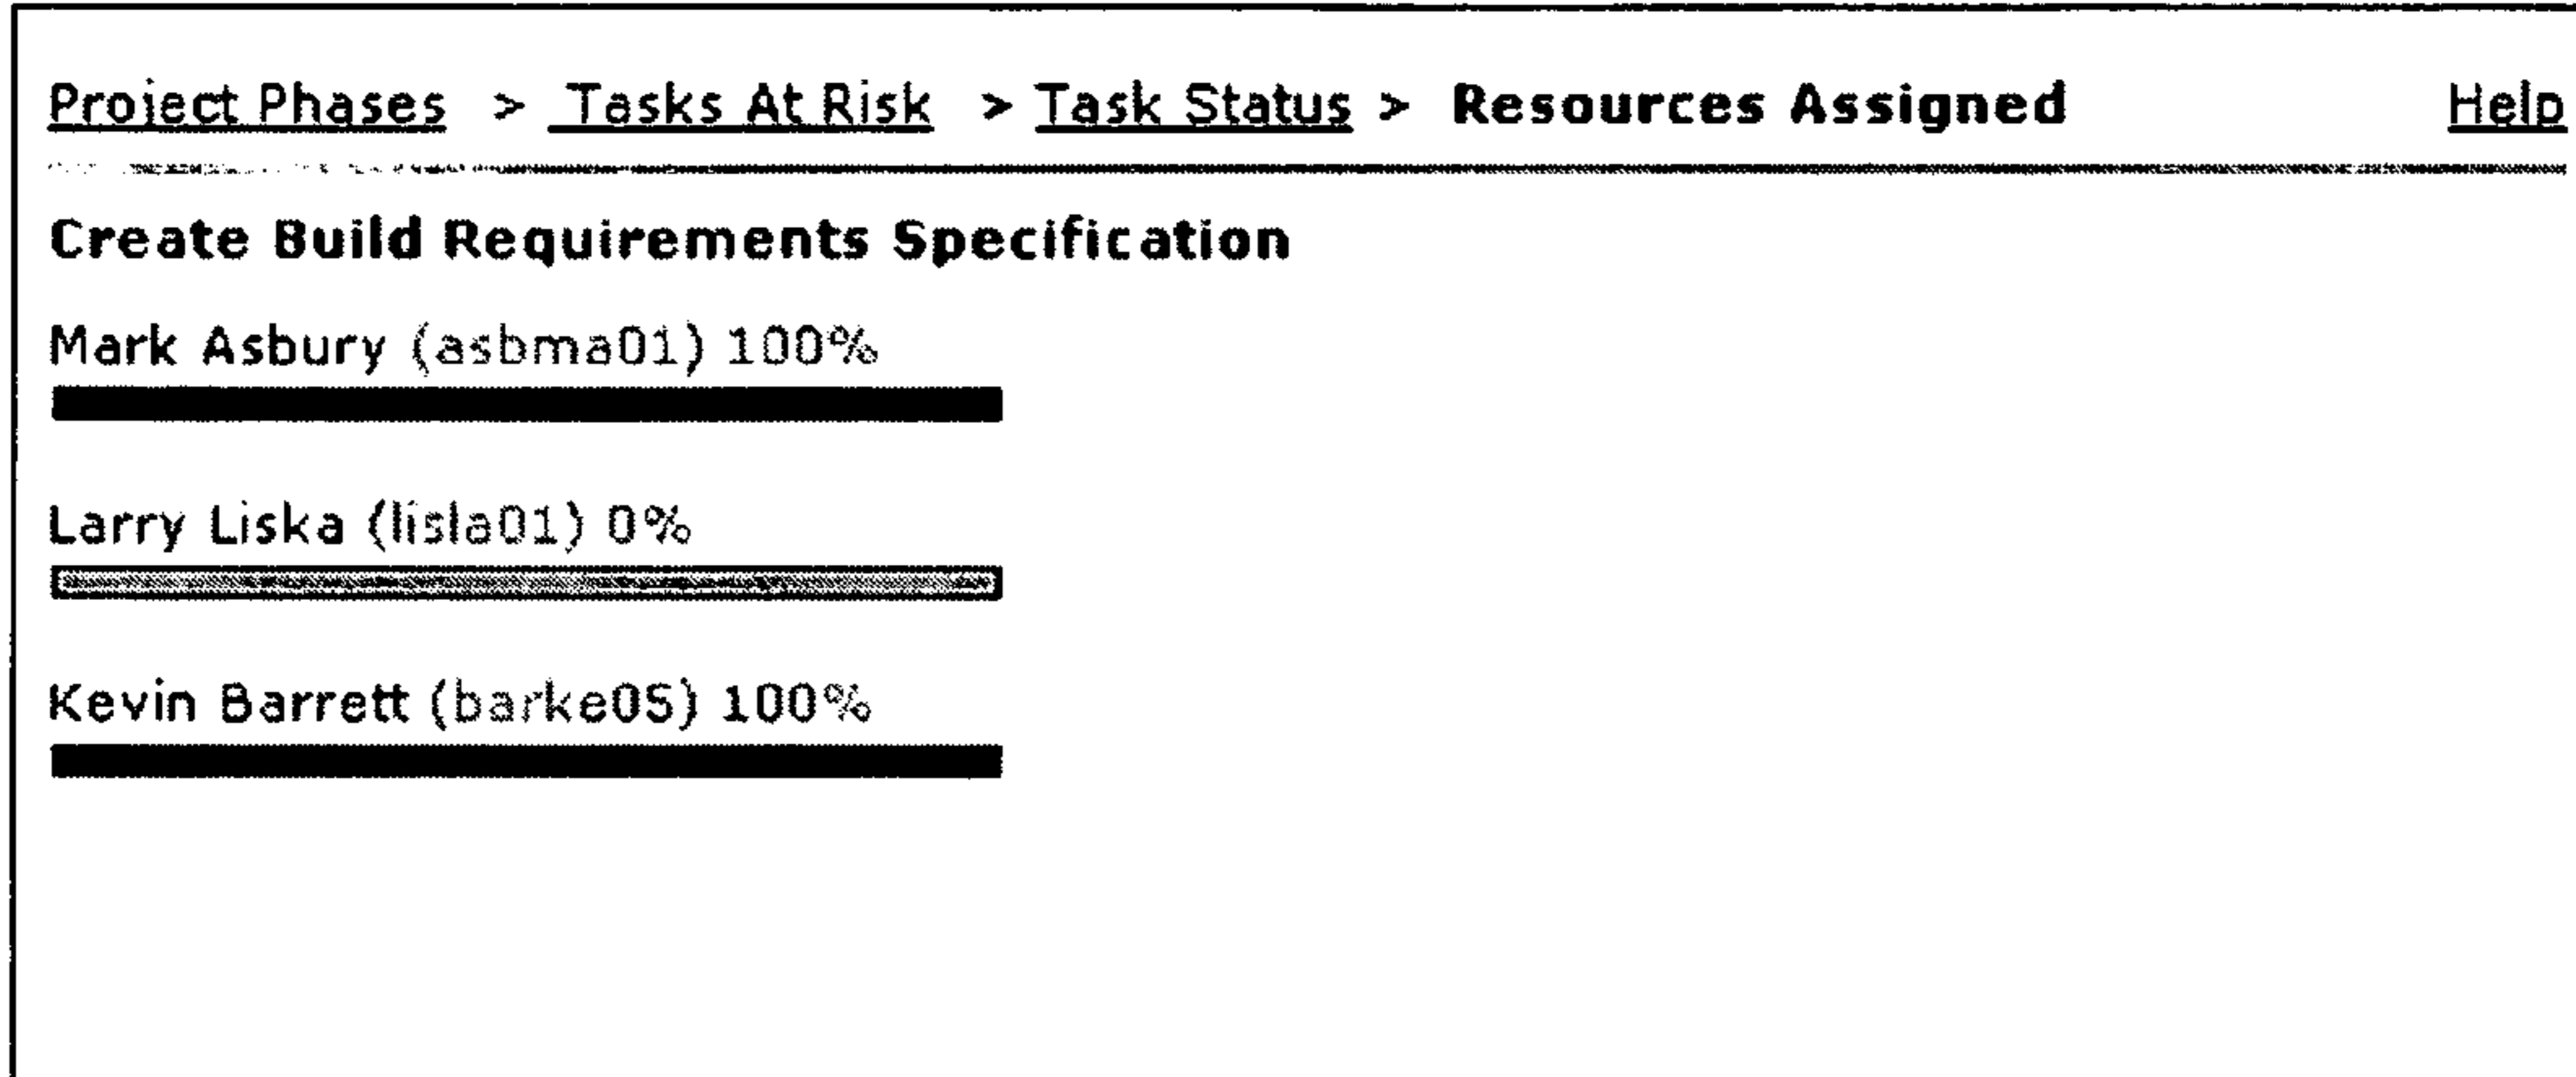 Project Phases > Tasks At Risk > Task Status > Resources Assigned Help
Create Build Requirements Specification
Mark Asbury (asbma01) 100%
Larry Liska (lisla01) 0%
Kevin Barrett (barke05) 100%